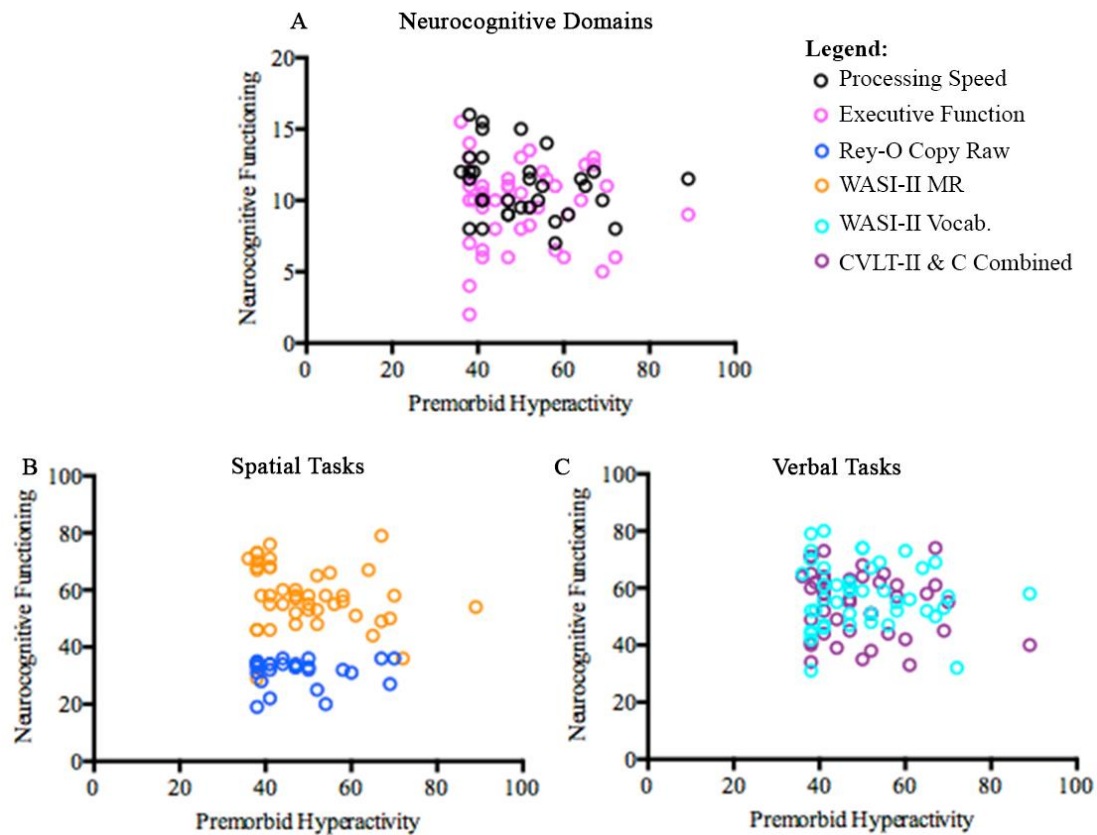 A
Neurocognitive Domains
Neurocognitive Functioning
20
15
10
5
0
0 20 40 60 80 100
Premorbid Hyperactivity
Legend:
Processing Speed
Executive Function
Rey-O Copy Raw
WASI-II MR
WASI-II Vocab.
CVLT-II & C Combined
B
Spatial Tasks
Neurocognitive Functioning
100
80
60
40
20
0
0 20 40 60 80 100
Premorbid Hyperactivity
C
Verbal Tasks
Neurocognitive Functioning
100
80
60
40
20
0
0 20 40 60 80 100
Premorbid Hyperactivity